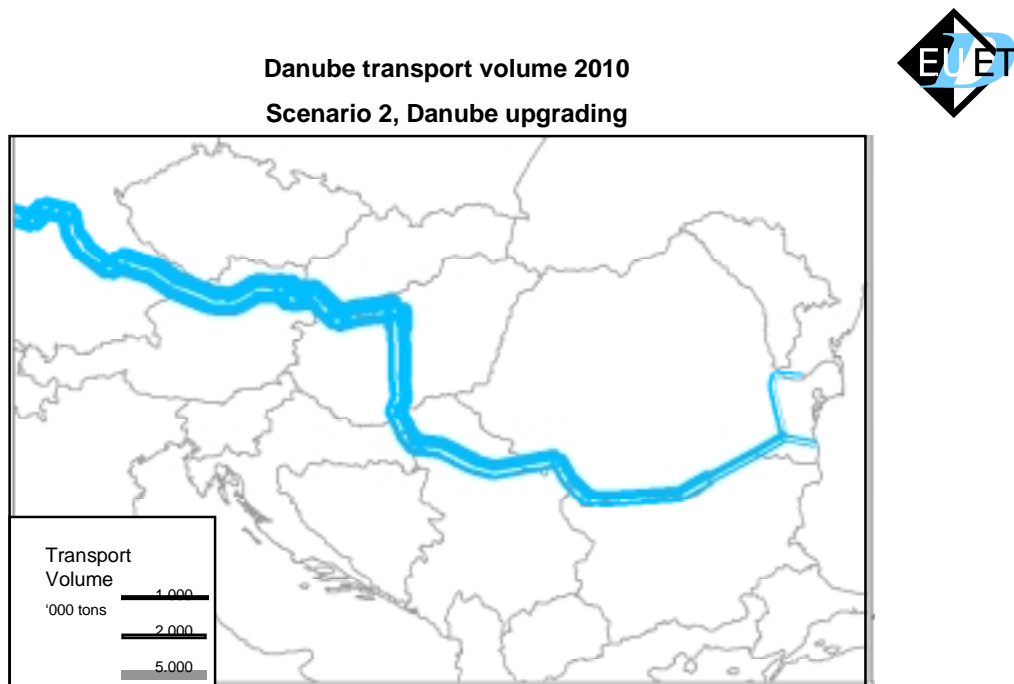 EUET
D
Danube transport volume 2010
Scenario 2, Danube upgrading
Transport
Volume
'000 tons
1.000
2.000
5.000